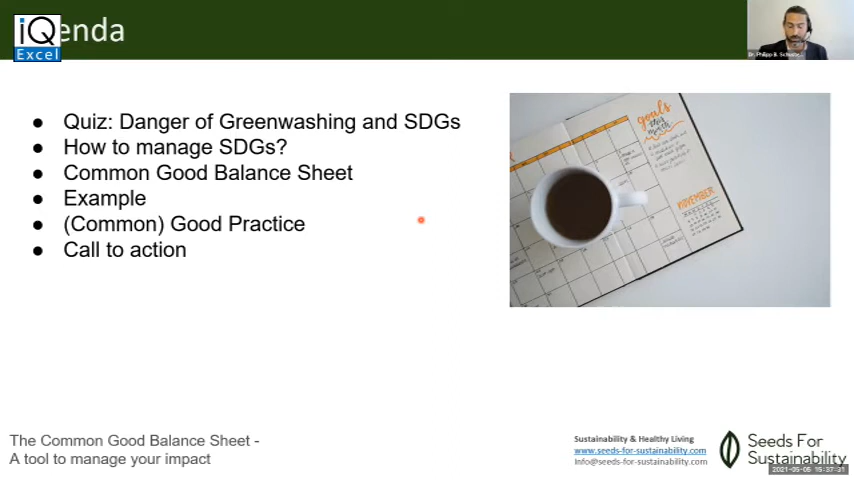 iQ
Excel
enda
Dr. Philipp B. Schuster
Quiz: Danger of Greenwashing and SDGs
How to manage SDGs?
Common Good Balance Sheet
Example
(Common) Good Practice
Call to action
goals
this
month
NOVEMBER
The Common Good Balance Sheet -
A tool to manage your impact
Sustainability & Healthy Living
www.seeds-for-sustainability.com
Info@seeds-for-sustainability.com
Seeds For
Sustainability
2021-05-06 15:37:31